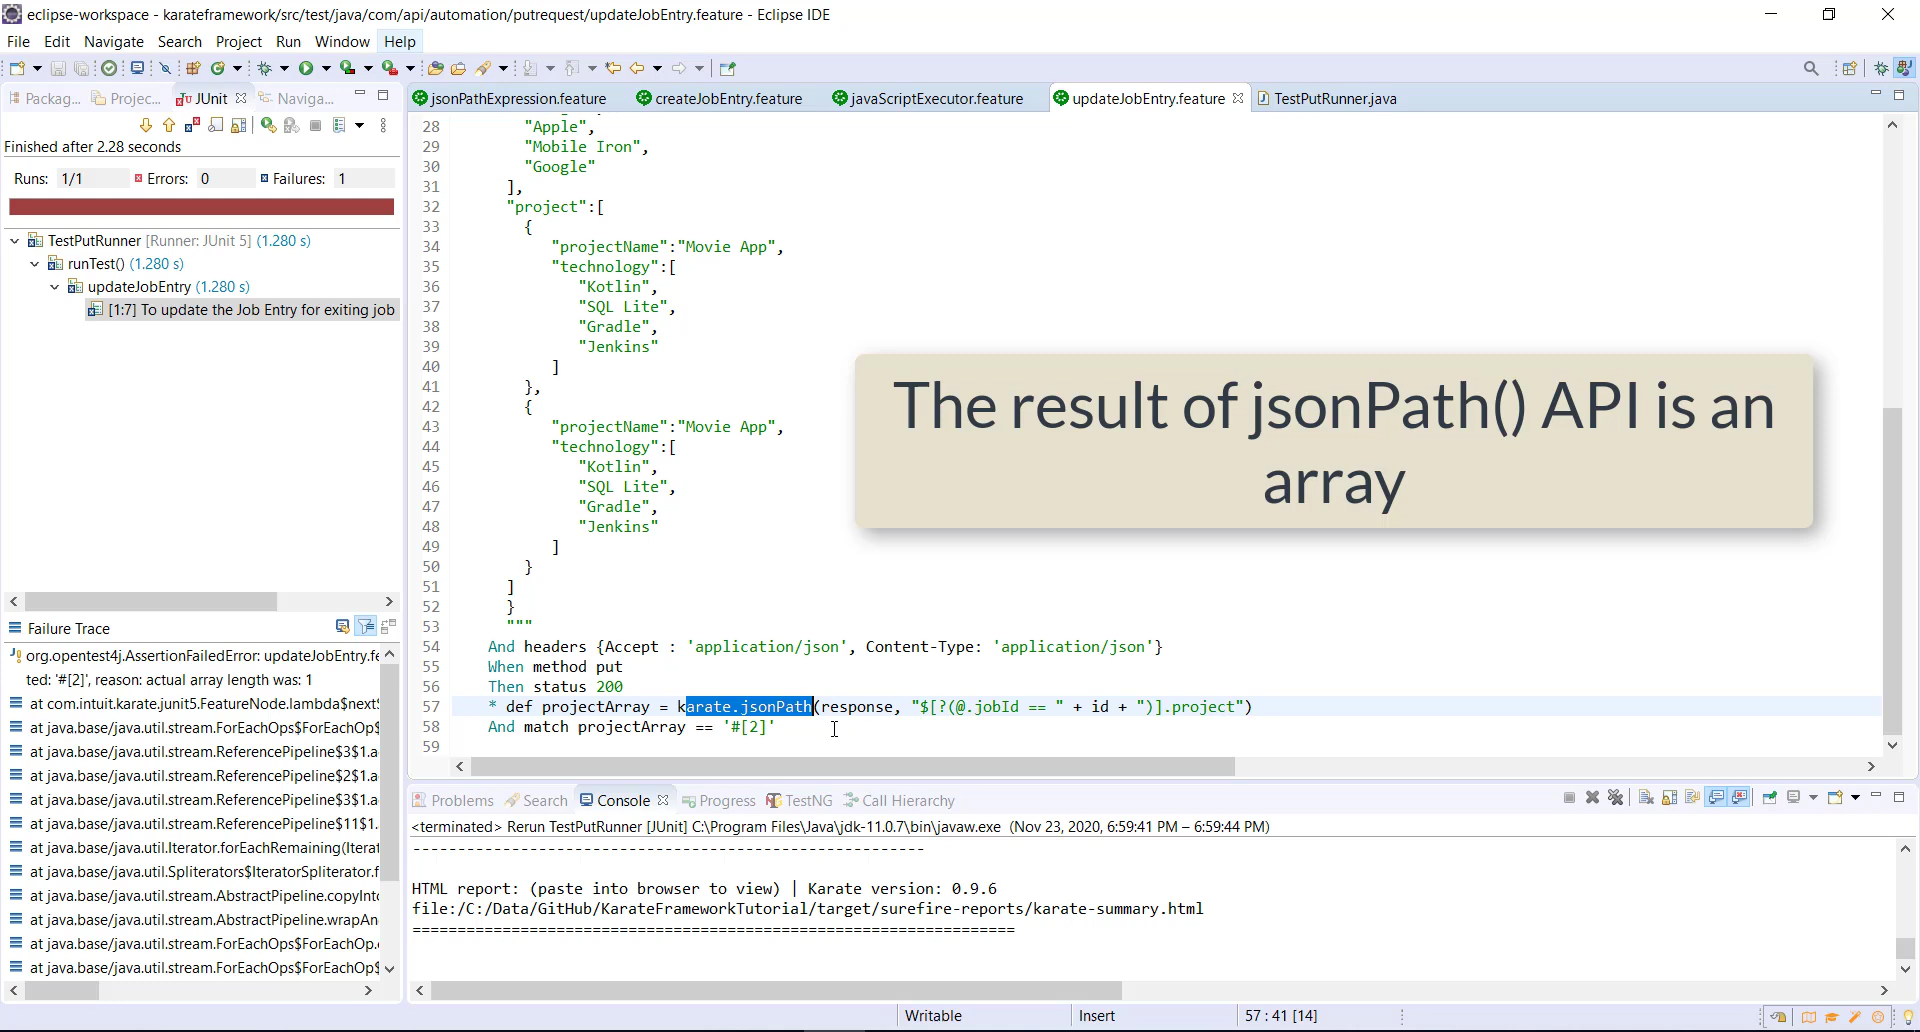 eclipse-workspace - karateframework/src/test/java/com/api/automation/putrequest/updateJobEntry.feature - Eclipse IDE
File Edit Navigate Search Project Run Window Help
Packag... Projec... JUnit Naviga...
jsonPathExpression.feature createJobEntry.feature javaScriptExecutor.feature updateJobEntry.feature TestPutRunner.java
Finished after 2.28 seconds
Runs: 1/1 Errors: 0 Failures: 1
TestPutRunner [Runner: JUnit 5] (1.280 s)
runTest() (1.280 s)
updateJobEntry (1.280 s)
[1:7] To update the Job Entry for exiting job
28 "Apple",
29 "Mobile Iron",
30 "Google"
31 ],
32 "project":[
33 {
34 "projectName":"Movie App",
35 "technology":[
36 "Kotlin",
37 "SQL Lite",
38 "Gradle",
39 "Jenkins"
40 ]
41 },
42 {
43 "projectName":"Movie App",
44 "technology":[
45 "Kotlin",
46 "SQL Lite",
47 "Gradle",
48 "Jenkins"
49 ]
50 }
51 ]
52 }
53 """
54 And headers {Accept : 'application/json', Content-Type: 'application/json'}
55 When method put
56 Then status 200
57 * def projectArray = karate.jsonPath(response, "$[?(@.jobId == " + id + ")].project")
58 And match projectArray == '#[2]'
59
The result of jsonPath() API is an
array
Failure Trace
org.opentest4j.AssertionFailedError: updateJobEntry.fe
ted: '#[2]', reason: actual array length was: 1
at com.intuit.karate.junit5.FeatureNode.lambda$next$
at java.base/java.util.stream.ForEachOps$ForEachOp
at java.base/java.util.stream.ReferencePipeline$3$1.a
at java.base/java.util.stream.ReferencePipeline$2$1.a
at java.base/java.util.stream.ReferencePipeline$3$1.a
at java.base/java.util.stream.ReferencePipeline$11$1.
at java.base/java.util.Iterator.forEachRemaining(Iterat
at java.base/java.util.Spliterators$IteratorSpliterator.f
at java.base/java.util.stream.AbstractPipeline.copyInt
at java.base/java.util.stream.AbstractPipeline.wrapAn
at java.base/java.util.stream.ForEachOps$ForEachOp.
at java.base/java.util.stream.ForEachOps$ForEachOp$
Problems Search Console Progress TestNG Call Hierarchy
<terminated> Rerun TestPutRunner [JUnit] C:\Program Files\Java\jdk-11.0.7\bin\javaw.exe (Nov 23, 2020, 6:59:41 PM – 6:59:44 PM)
---------------------------------------------------------
HTML report: (paste into browser to view) | Karate version: 0.9.6
file:/C:/Data/GitHub/KarateFrameworkTutorial/target/surefire-reports/karate-summary.html
===================================================================
Writable Insert 57 : 41 [14]